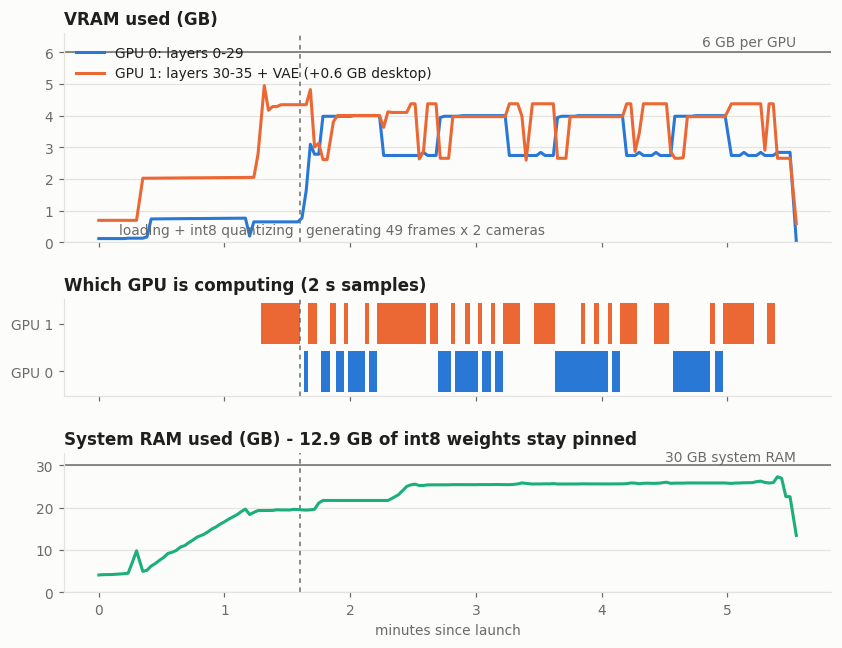 VRAM used (GB)
6 GB per GPU
GPU 0: layers 0-29
GPU 1: layers 30-35 + VAE (+0.6 GB desktop)
6
5
4
3
2
1
0
loading + int8 quantizing
generating 49 frames x 2 cameras
Which GPU is computing (2 s samples)
GPU 1
GPU 0
System RAM used (GB) - 12.9 GB of int8 weights stay pinned
30 GB system RAM
30
20
10
0
0 1 2 3 4 5
minutes since launch